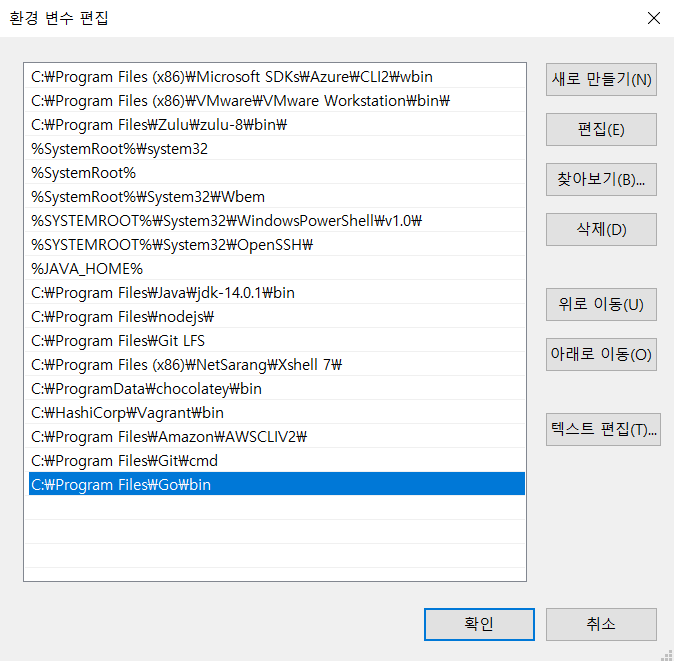 환경 변수 편집
C:₩Program Files (x86)₩Microsoft SDKs₩Azure₩CLI2₩wbin
C:₩Program Files (x86)₩VMware₩VMware Workstation₩bin₩
C:₩Program Files₩Zulu₩zulu-8₩bin₩
%SystemRoot%₩system32
%SystemRoot%
%SystemRoot%₩System32₩Wbem
%SYSTEMROOT%₩System32₩WindowsPowerShell₩v1.0₩
%SYSTEMROOT%₩System32₩OpenSSH₩
%JAVA_HOME%
C:₩Program Files₩Java₩jdk-14.0.1₩bin
C:₩Program Files₩nodejs₩
C:₩Program Files₩Git LFS
C:₩Program Files (x86)₩NetSarang₩Xshell 7₩
C:₩ProgramData₩chocolatey₩bin
C:₩HashiCorp₩Vagrant₩bin
C:₩Program Files₩Amazon₩AWSCLIV2₩
C:₩Program Files₩Git₩cmd
C:₩Program Files₩Go₩bin
새로 만들기(N)
편집(E)
찾아보기(B)...
삭제(D)
위로 이동(U)
아래로 이동(O)
텍스트 편집(T)...
확인
취소